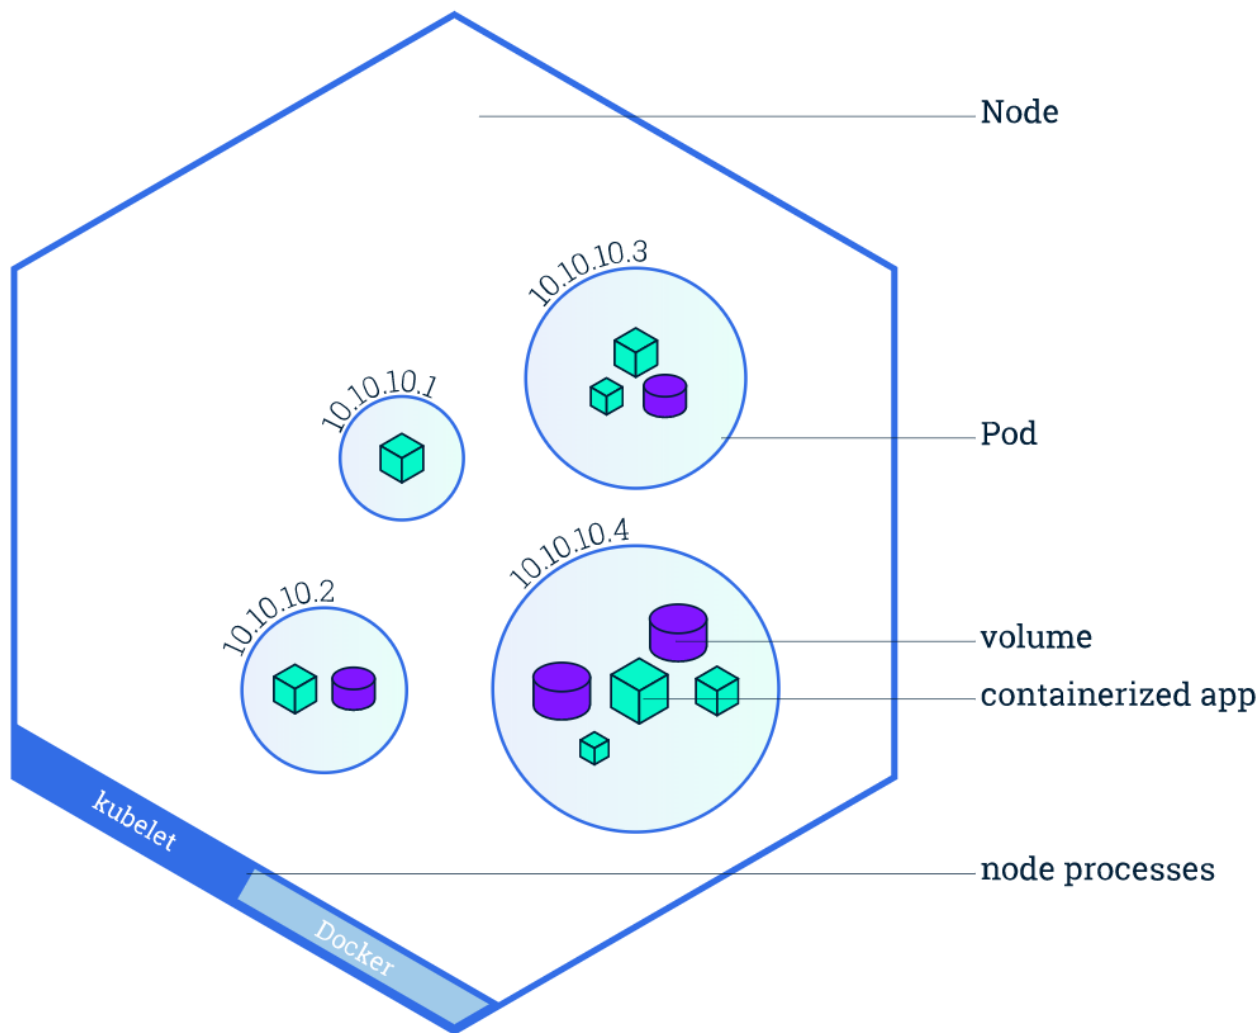 Node
10.10.10.3
10.10.10.1
Pod
10.10.10.4
10.10.10.2
volume
containerized app
kubelet
node processes
Docker